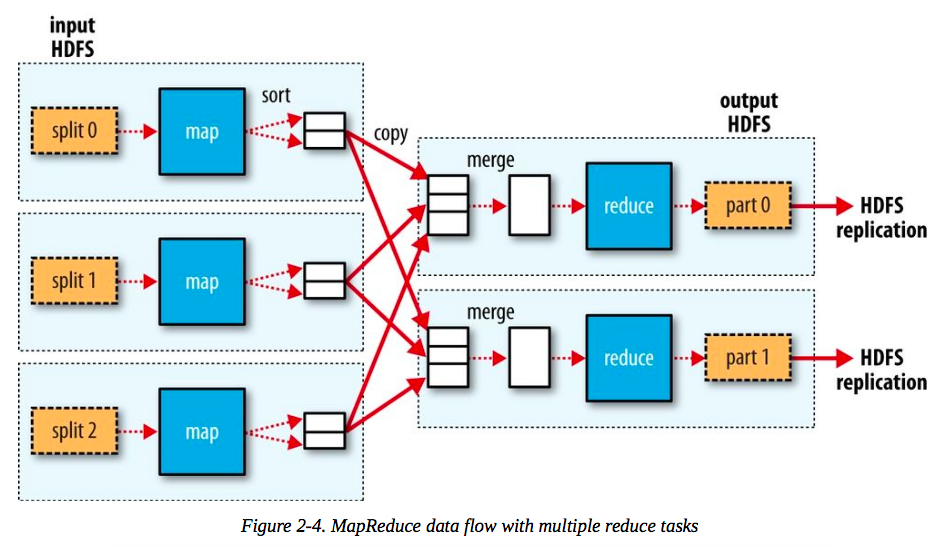 input
HDFS
split 0
map
sort
copy
split 1
map
split 2
map
output
HDFS
merge
reduce
part 0
HDFS
replication
merge
reduce
part 1
HDFS
replication
Figure 2-4. MapReduce data flow with multiple reduce tasks